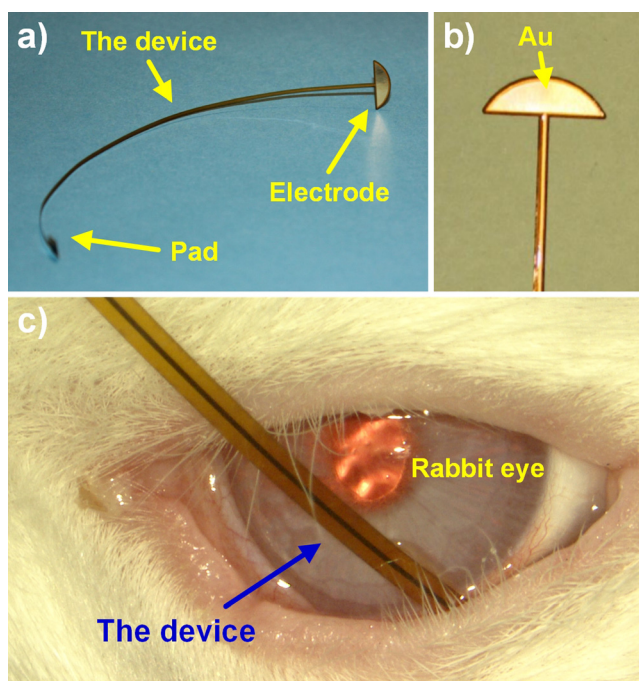 a)
The device
Electrode
Pad
b)
Au
c)
Rabbit eye
The device